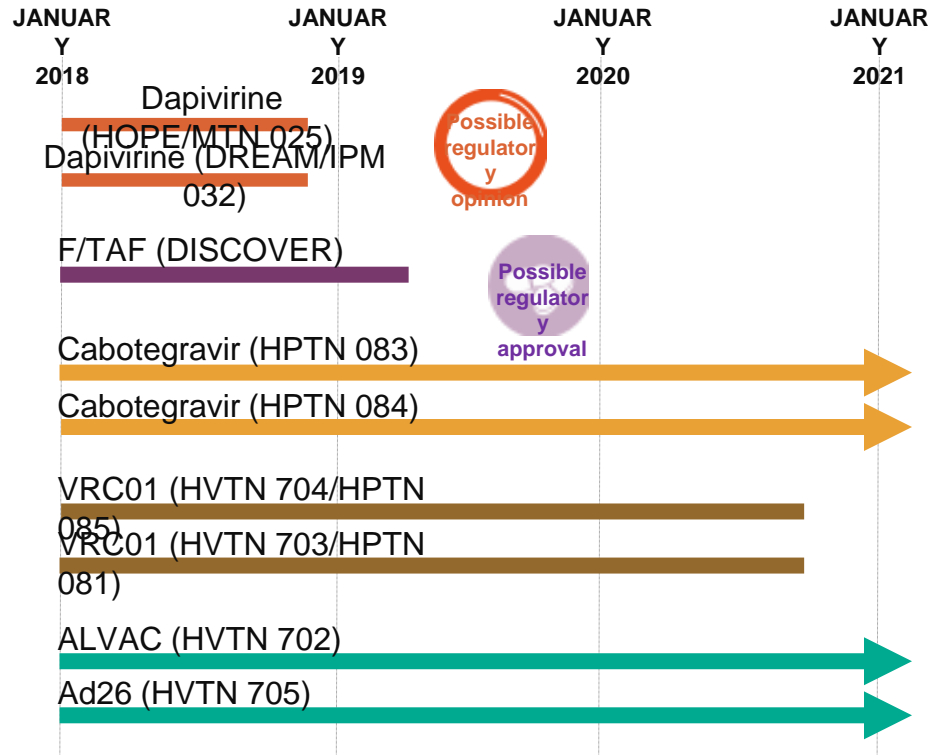 JANUAR
Y
2018
JANUAR
Y
2019
JANUAR
Y
2020
JANUAR
Y
2021
Dapivirine
(HOPE/MTN 025)
Dapivirine (DREAM/IPM
032)
Possible
regulator
y
opinion
F/TAF (DISCOVER)
Possible
regulator
y
approval
Cabotegravir (HPTN 083)
Cabotegravir (HPTN 084)
VRC01 (HVTN 704/HPTN
085)
VRC01 (HVTN 703/HPTN
081)
ALVAC (HVTN 702)
Ad26 (HVTN 705)